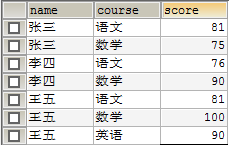 name course score
张三 语文 81
张三 数学 75
李四 语文 76
李四 数学 90
王五 语文 81
王五 数学 100
王五 英语 90